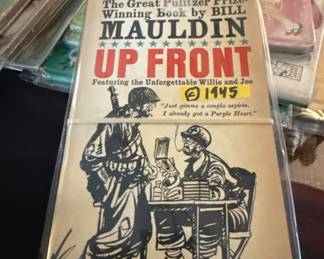 The Great Pulitzer Prize-
Winning Book by BILL
MAULDIN
UP FRONT
Featuring the Unforgettable Willie and Joe
© 1945
"Just gimme a coupla aspirin.
I already got a Purple Heart."